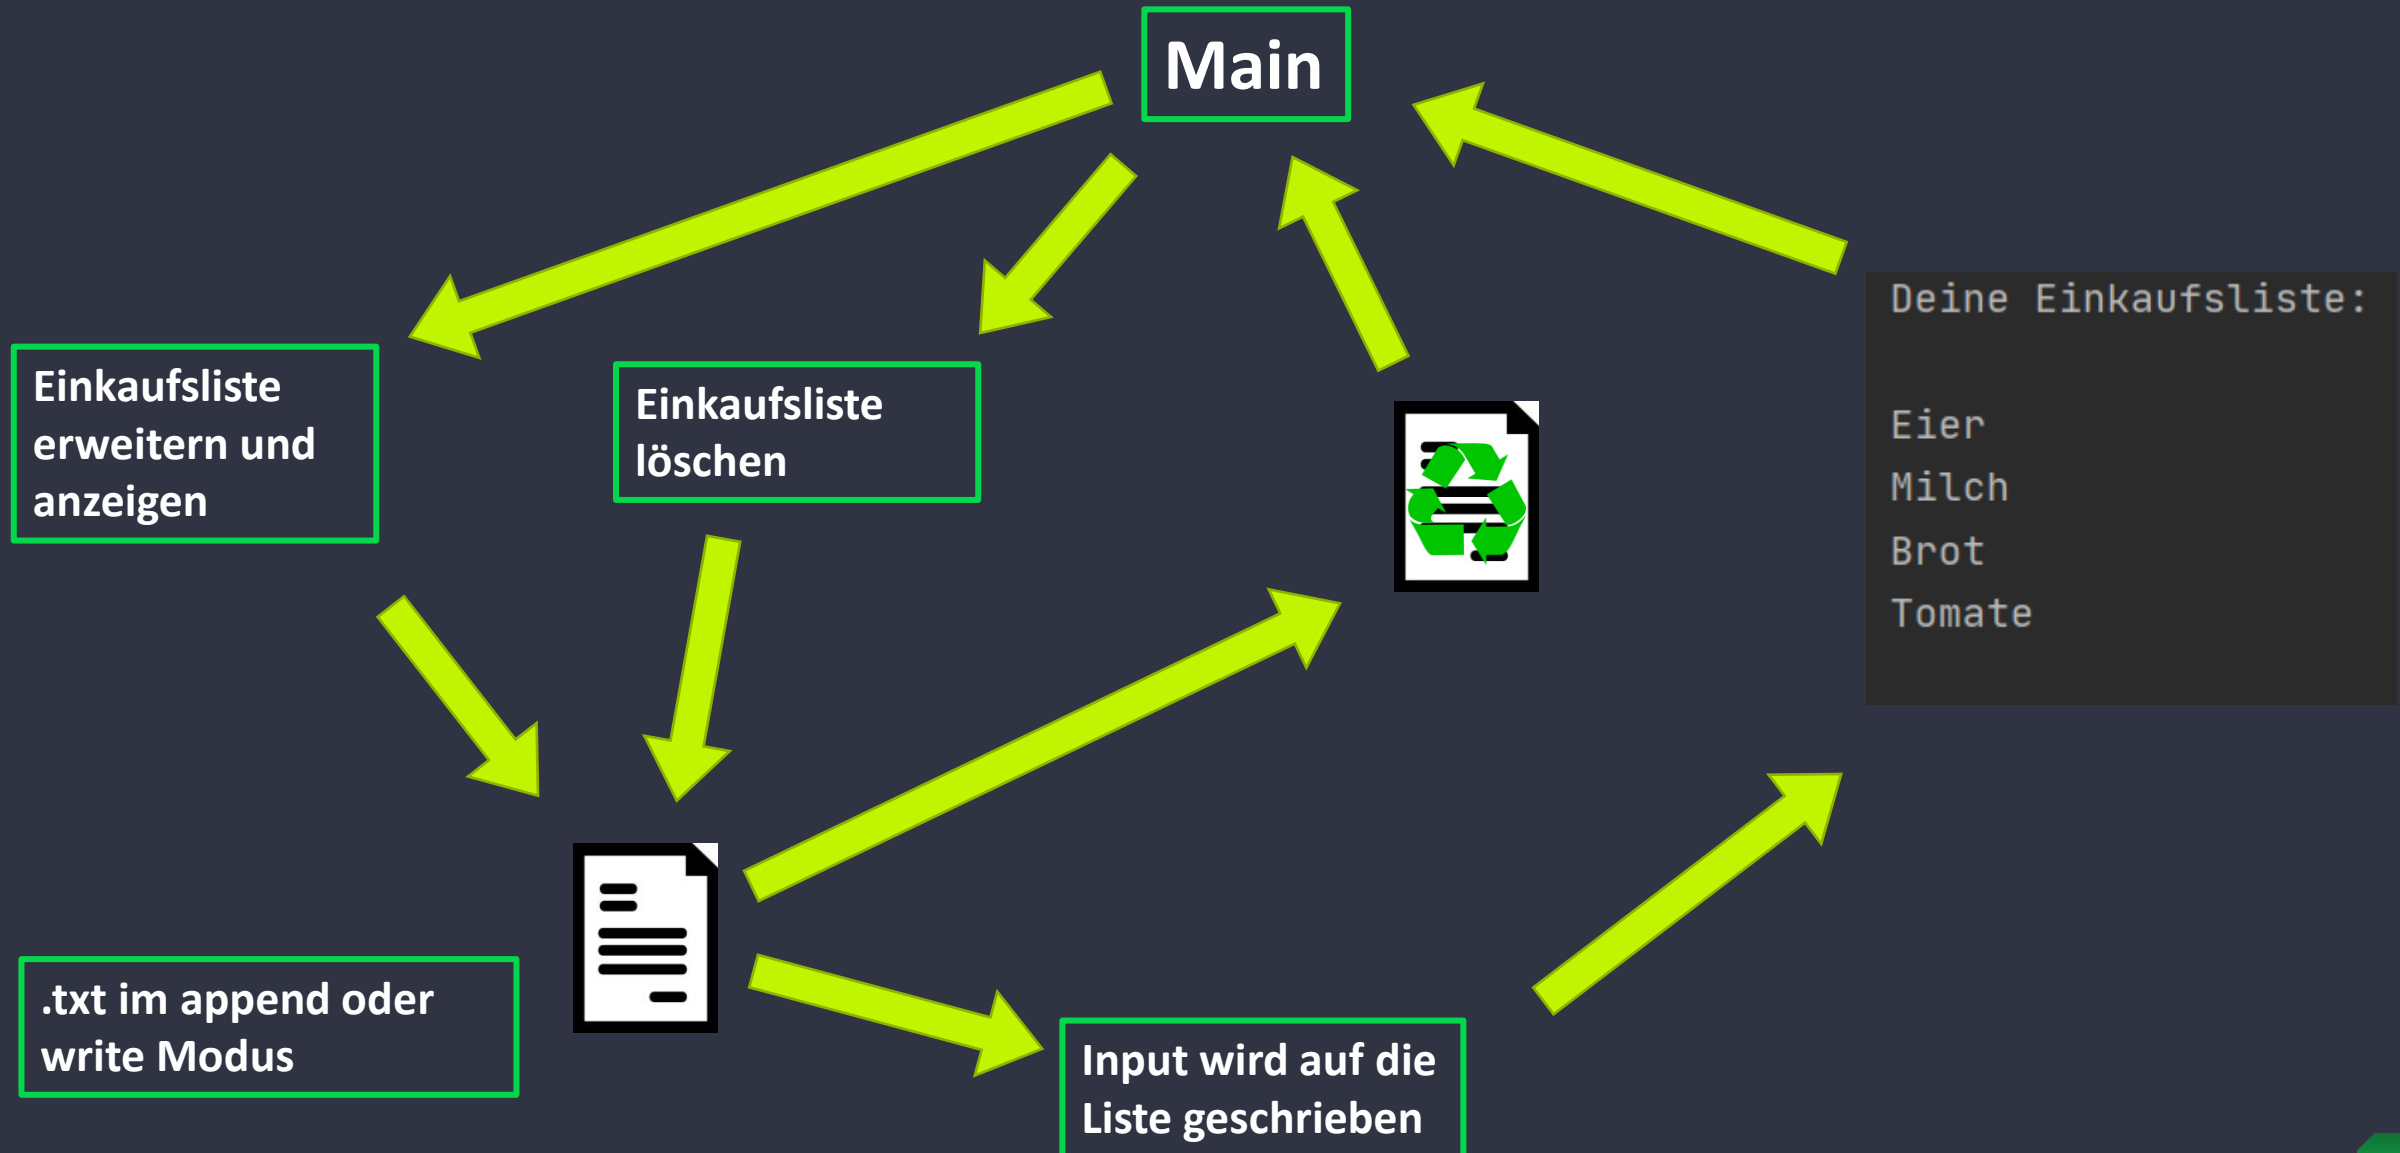 Main
Einkaufsliste
erweitern und
anzeigen
Einkaufsliste
löschen
Deine Einkaufsliste:
Eier
Milch
Brot
Tomate
.txt im append oder
write Modus
Input wird auf die
Liste geschrieben